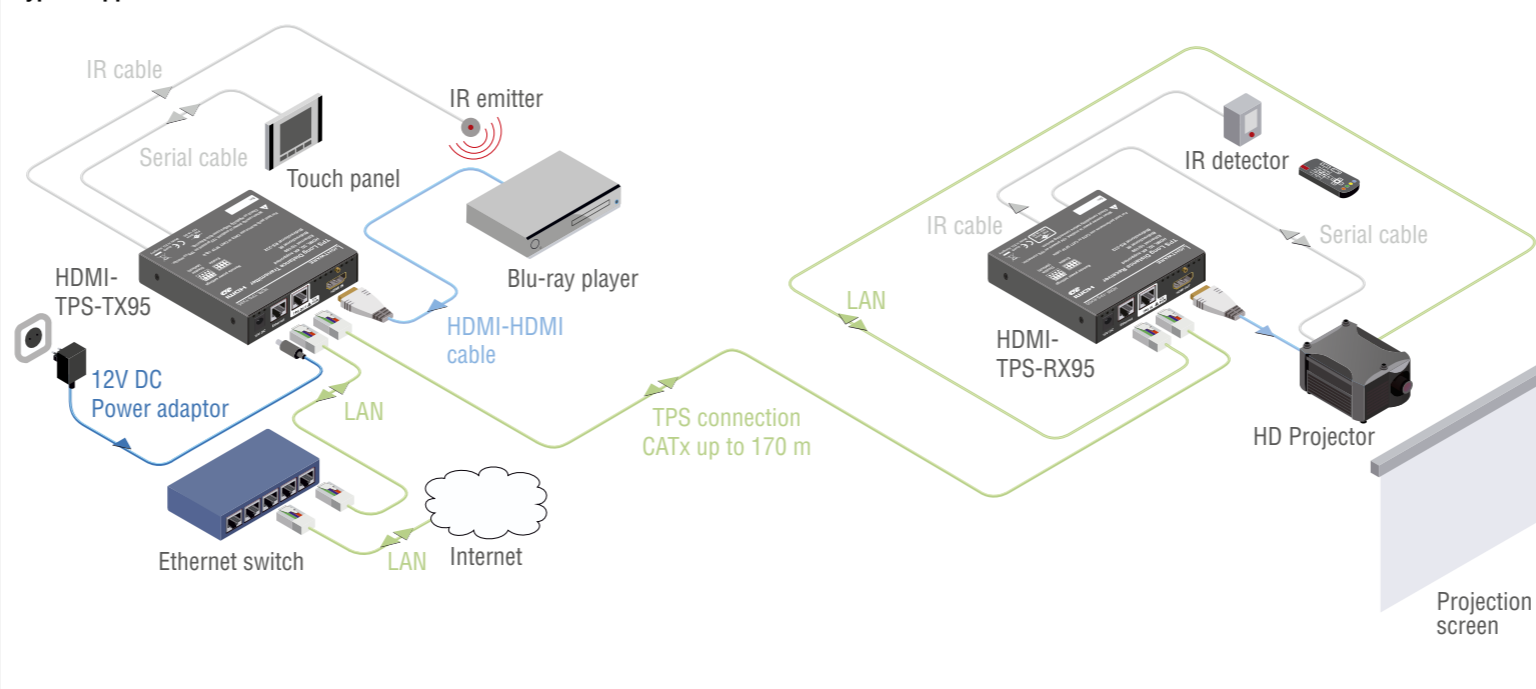 IR cable
Serial cable
Touch panel
IR emitter
Blu-ray player
HDMI-
TPS-TX95
HDMI-HDMI
cable
12V DC
Power adaptor
LAN
Ethernet switch
LAN
Internet
TPS connection
CATx up to 170 m
LAN
IR cable
IR detector
Serial cable
HDMI-
TPS-RX95
HD Projector
Projection
screen